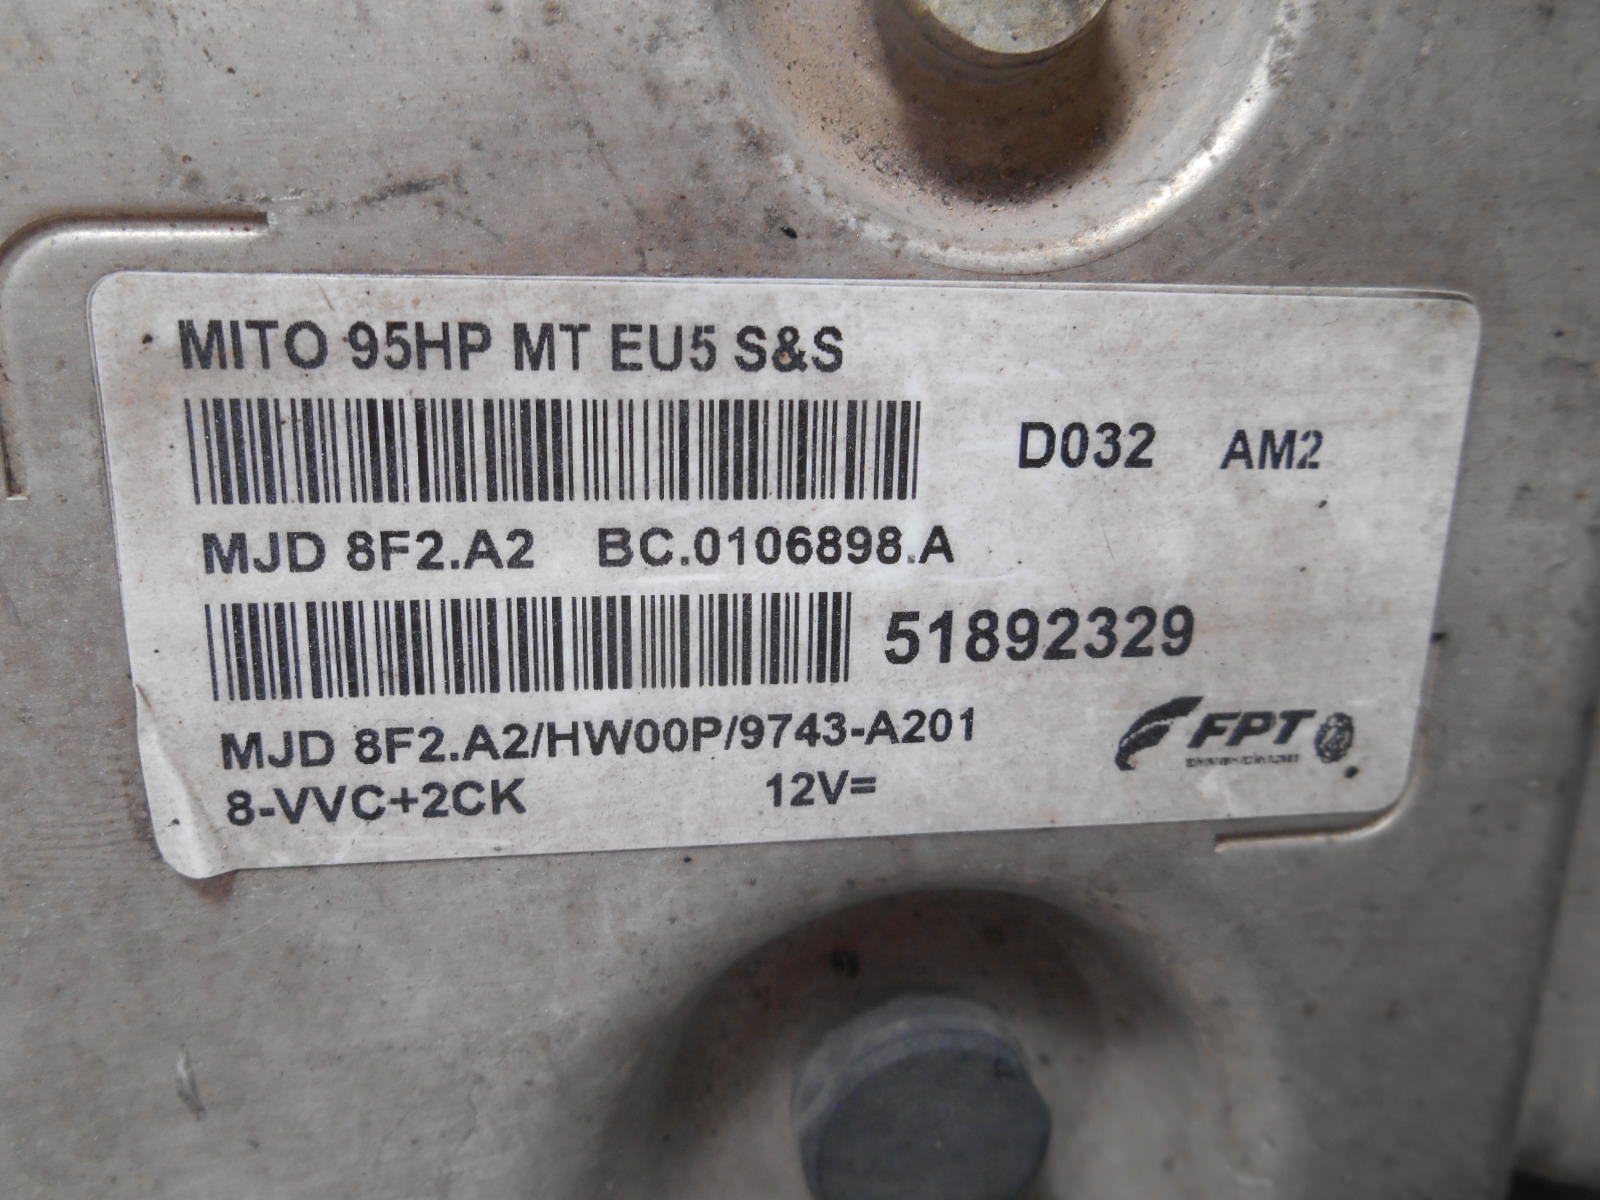 MITO 95HP MT EU5 S&S
D032 AM2
MJD 8F2.A2 BC.0106898.A
51892329
MJD 8F2.A2/HW00P/9743-A201
8-VVC+2CK 12V=
FPT